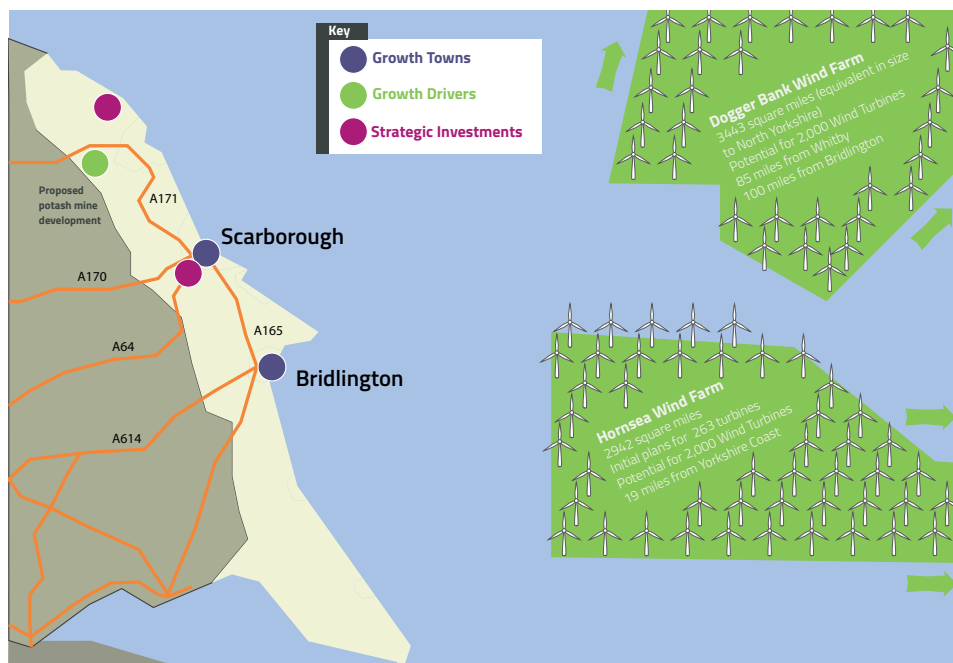 Key
Growth Towns
Growth Drivers
Strategic Investments
Dogger Bank Wind Farm
3443 square miles (equivalent in size
to North Yorkshire)
Potential for 2,000 Wind Turbines
85 miles from Whitby
100 miles from Bridlington
Proposed
potash mine
development
A171
Scarborough
A170
A165
A64
Bridlington
A614
Hornsea Wind Farm
2942 square miles
Initial plans for 263 turbines
Potential for 2,000 Wind Turbines
19 miles from Yorkshire Coast